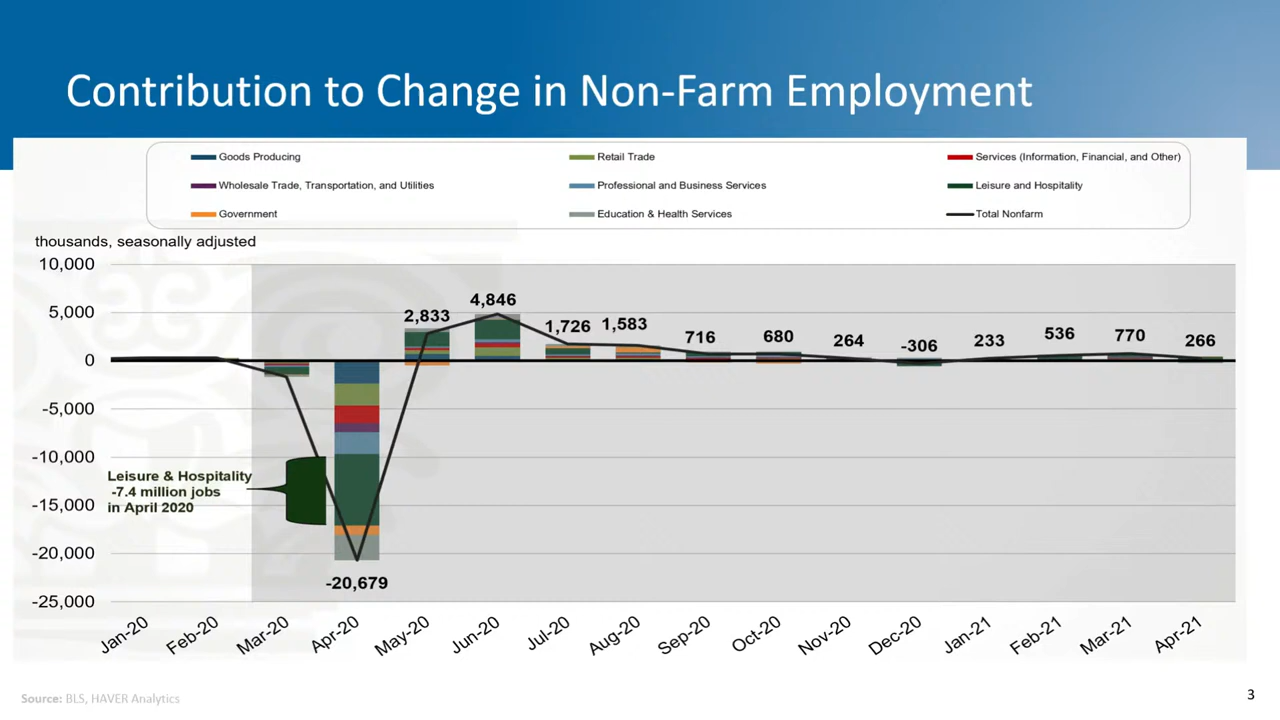 Contribution to Change in Non-Farm Employment
Goods Producing
Retail Trade
Services (Information, Financial, and Other)
Wholesale Trade, Transportation, and Utilities
Professional and Business Services
Leisure and Hospitality
Government
Education & Health Services
Total Nonfarm
thousands, seasonally adjusted
10,000
5,000
0
-5,000
-10,000
-15,000
-20,000
-25,000
2,833
4,846
1,726
1,583
716
680
264
-306
233
536
770
266
Leisure & Hospitality
-7.4 million jobs
in April 2020
-20,679
Jan-20
Feb-20
Mar-20
Apr-20
May-20
Jun-20
Jul-20
Aug-20
Sep-20
Oct-20
Nov-20
Dec-20
Jan-21
Feb-21
Mar-21
Apr-21
Source: BLS, HAVER Analytics
3